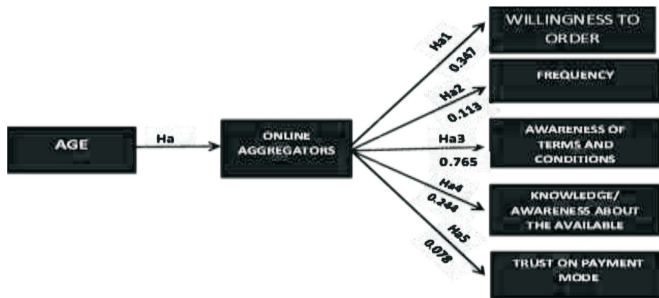 AGE
Ha
ONLINE
AGGREGATORS
Ha1
0.347
WILLINGNESS TO
ORDER
Ha2
0.113
FREQUENCY
Ha3
0.765
AWARENESS OF
TERMS AND
CONDITIONS
Ha4
0.244
KNOWLEDGE/
AWARENESS ABOUT
THE AVAILABLE
Ha5
0.078
TRUST ON PAYMENT
MODE